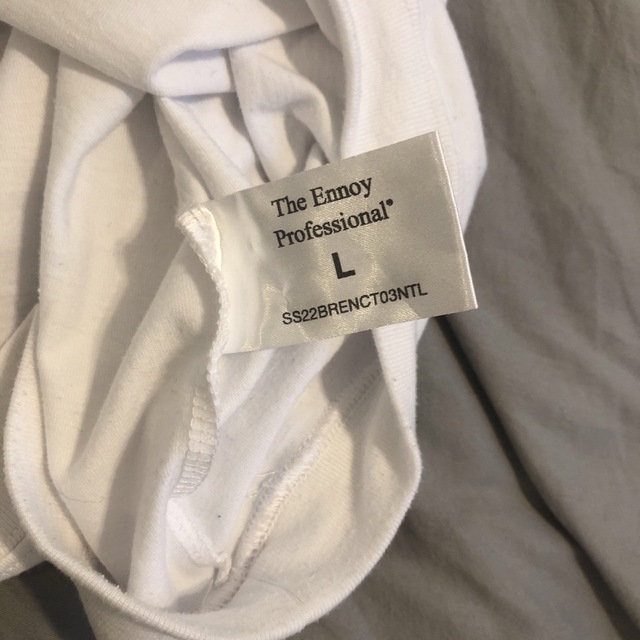 The Ennoy
Professional®
L
SS22BRENCT03NTL